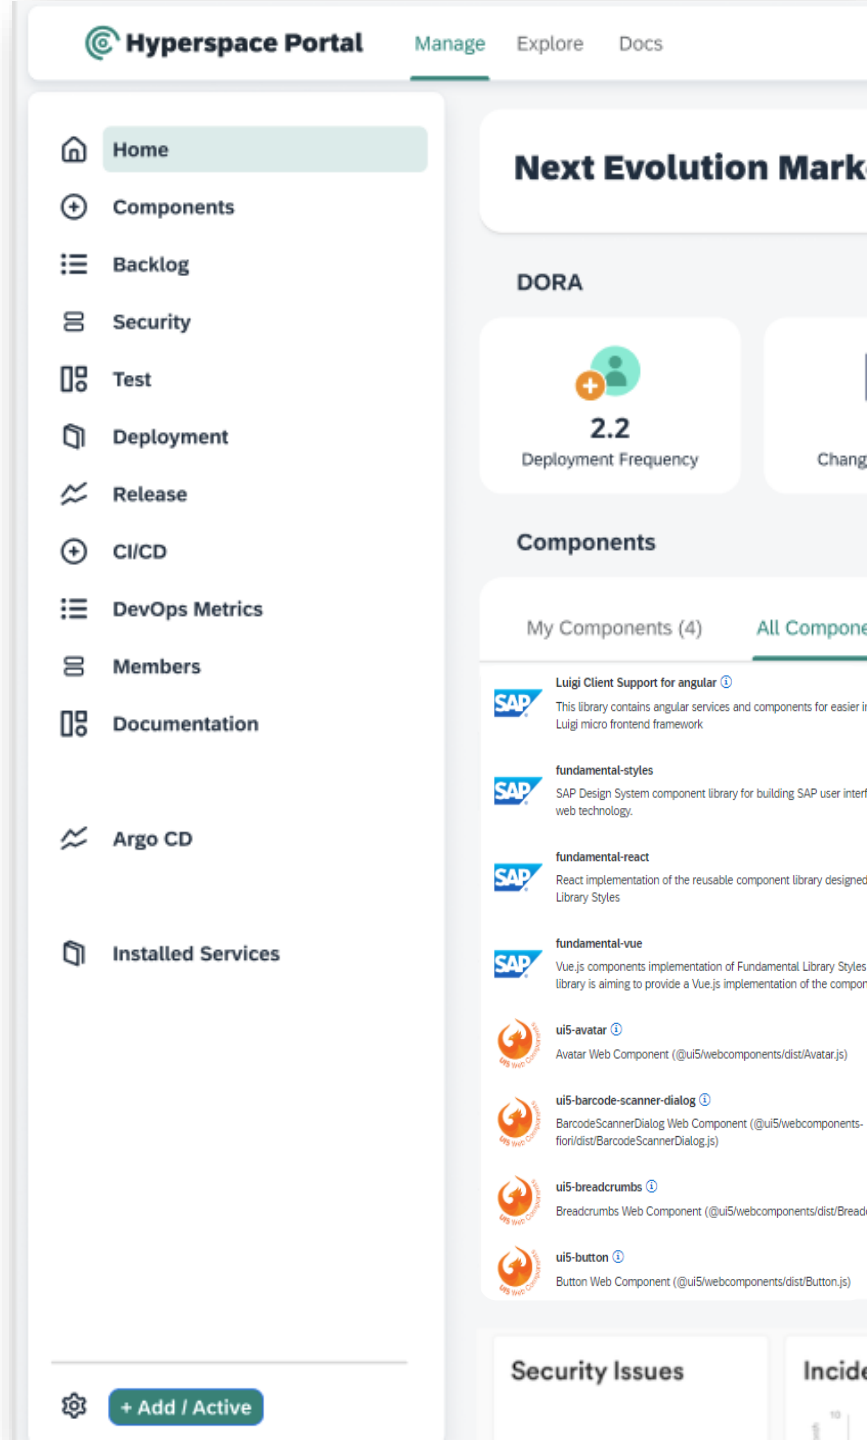 Hyperspace Portal
Manage
Explore
Docs
Home
Components
Backlog
Security
Test
Deployment
Release
CI/CD
DevOps Metrics
Members
Documentation
Argo CD
Installed Services
+ Add / Active
Next Evolution Mark
DORA
2.2
Deployment Frequency
Chang
Components
My Components (4)
All Compone
SAP
Luigi Client Support for angular
This library contains angular services and components for easier i
Luigi micro frontend framework
SAP
fundamental-styles
SAP Design System component library for building SAP user interf
web technology.
SAP
fundamental-react
React implementation of the reusable component library designed
Library Styles
SAP
fundamental-vue
Vue.js components implementation of Fundamental Library Styles
library is aiming to provide a Vue.js implementation of the compon
ui5-avatar
Avatar Web Component (@ui5/webcomponents/dist/Avatar.js)
ui5-barcode-scanner-dialog
BarcodeScannerDialog Web Component (@ui5/webcomponents-
fiori/dist/BarcodeScannerDialog.js)
ui5-breadcrumbs
Breadcrumbs Web Component (@ui5/webcomponents/dist/Bread
ui5-button
Button Web Component (@ui5/webcomponents/dist/Button.js)
Security Issues
Incide
10